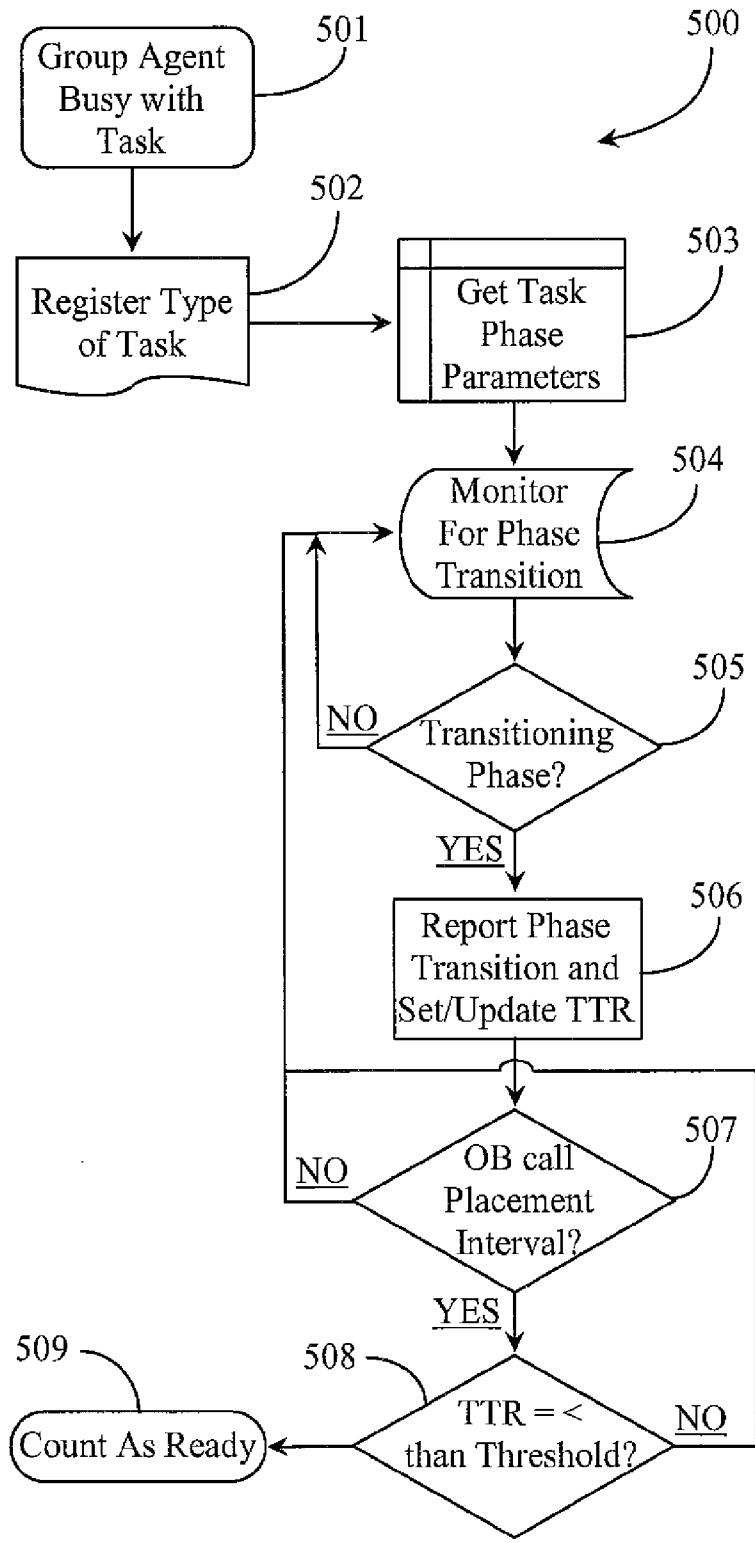 501
500
Group Agent
Busy with
Task
502
503
Register Type
of Task
Get Task
Phase
Parameters
504
Monitor
For Phase
Transition
505
NO
Transitioning
Phase?
YES
506
Report Phase
Transition and
Set/Update TTR
507
NO
OB call
Placement
Interval?
YES
509
508
NO
TTR = <
than Threshold?
Count As Ready